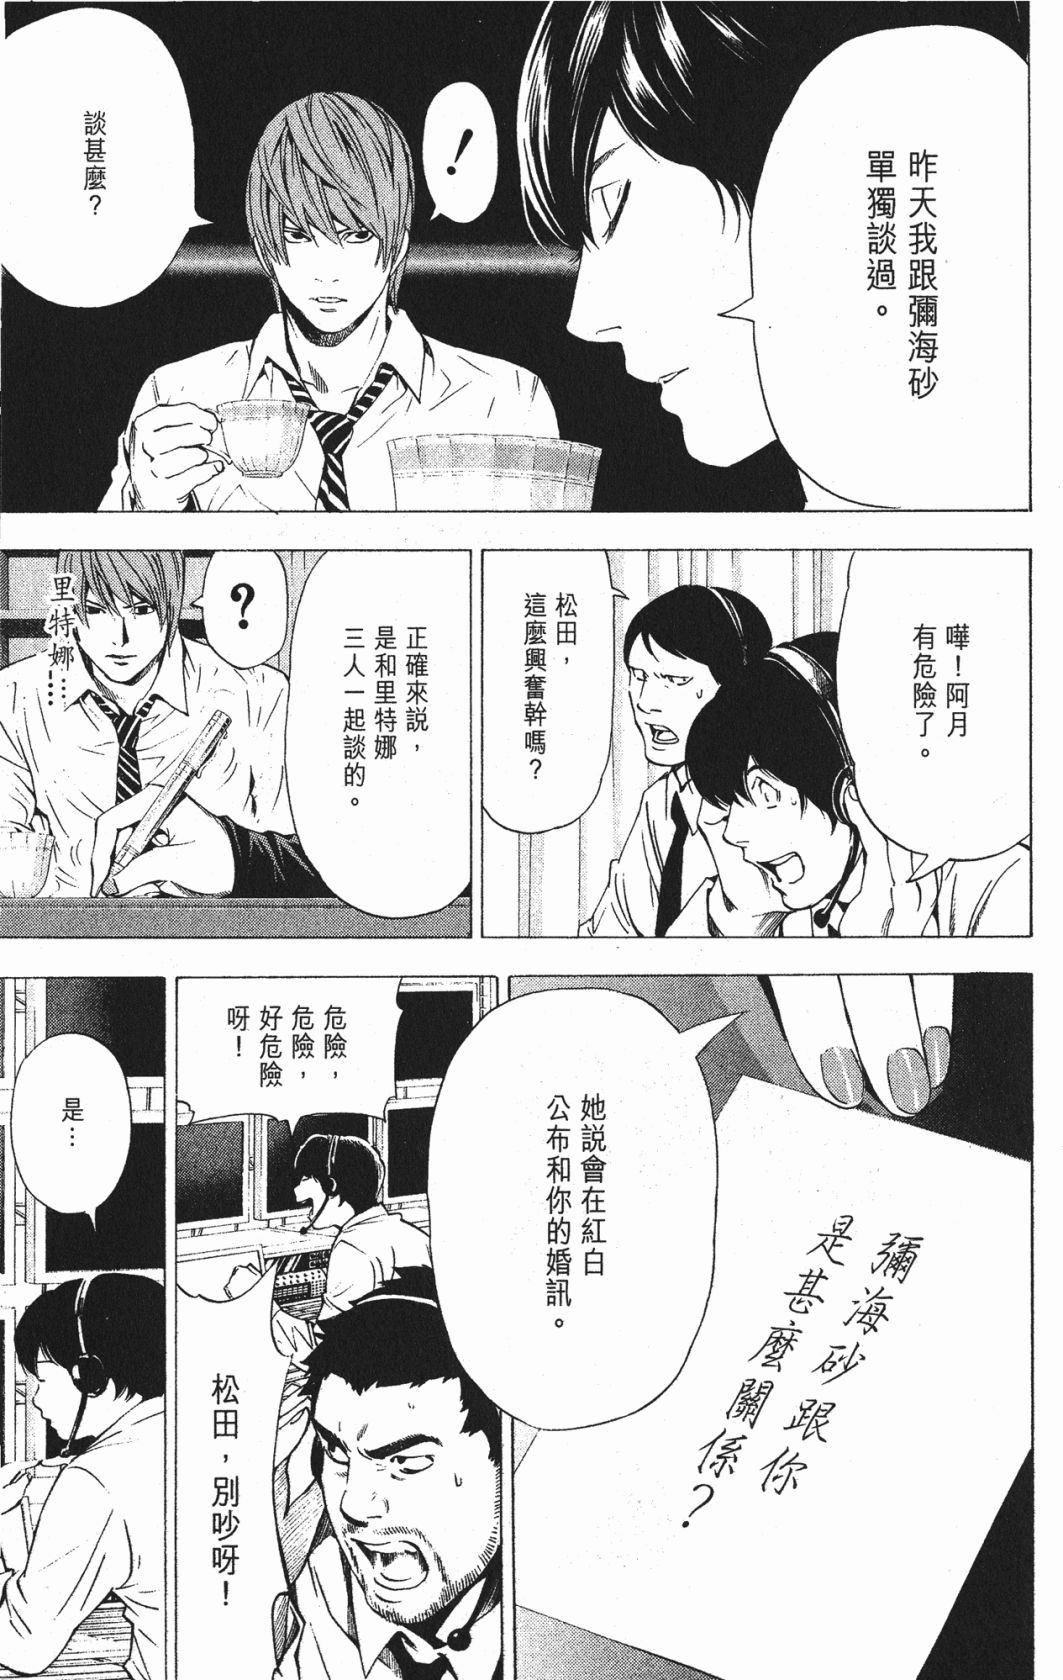 昨天我跟彌海砂
單獨談過。
！
談甚麼？
嘩！阿月
有危險了。
松田，
這麼興奮幹嗎？
正確來説，
是和里特娜
三人一起談的。
？
里特娜……
彌海砂跟你
是甚麼關係？
她説會在紅白
公布和你的婚訊。
危險，
危險，
好危險
呀！
松田，別吵呀！
是…